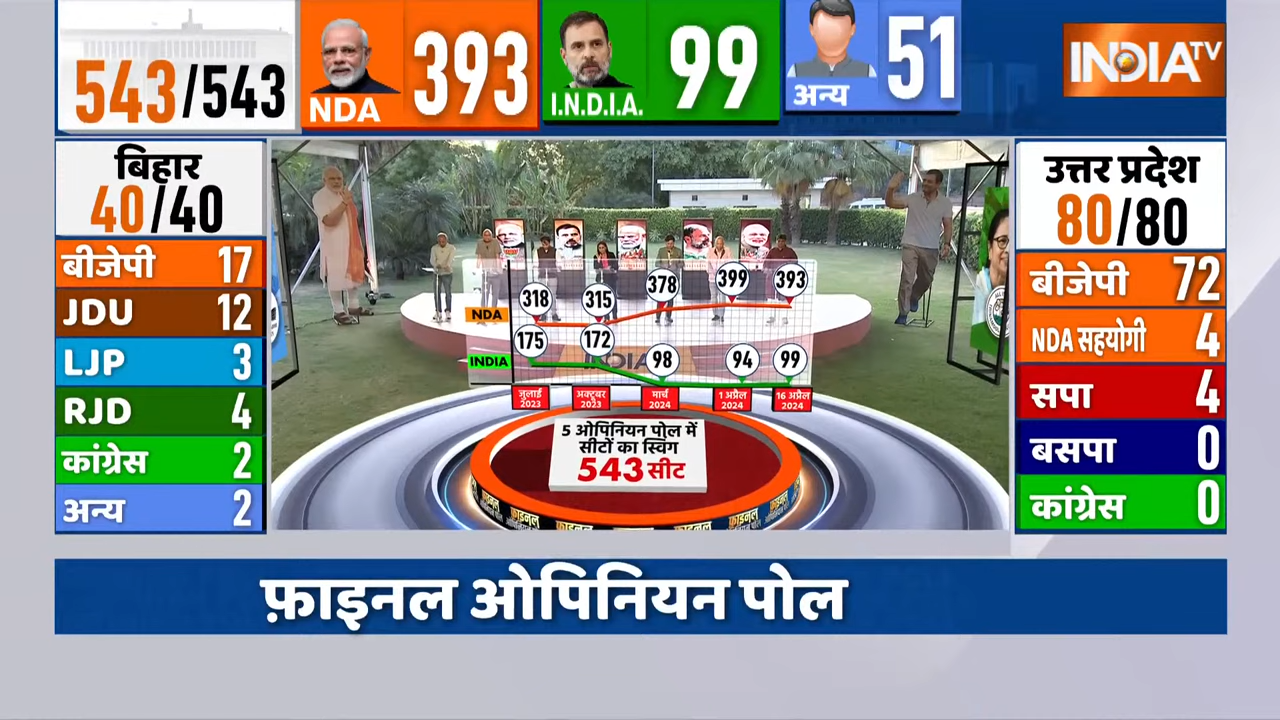 543/543
NDA
393
I.N.D.I.A.
99
अन्य
51
INDIA TV
बिहार
40/40
बीजेपी 17
JDU 12
LJP 3
RJD 4
कांग्रेस 2
अन्य 2
318
315
378
399
393
NDA
175
172
98
94
99
INDIA
जुलाई
2023
अक्टूबर
2023
मार्च
2024
1 अप्रैल
2024
16 अप्रैल
2024
5 ओपिनियन पोल में
सीटों का स्विंग
543 सीट
उत्तर प्रदेश
80/80
बीजेपी 72
NDA सहयोगी 4
सपा 4
बसपा 0
कांग्रेस 0
फ़ाइनल ओपिनियन पोल